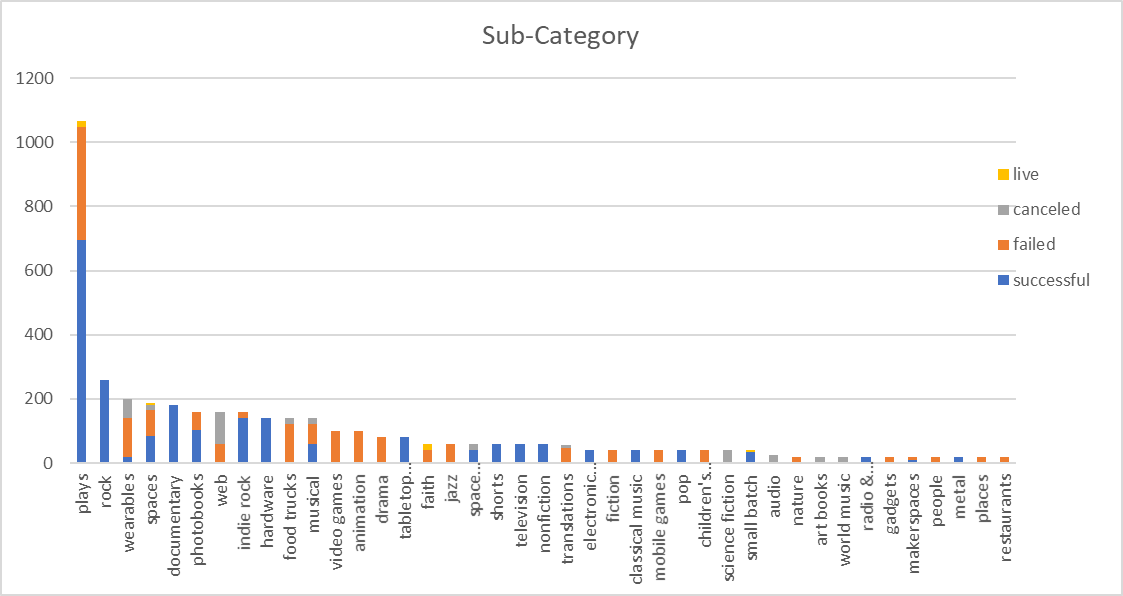 Sub-Category
1200
1000
800
600
400
200
0
live
canceled
failed
successful
plays
rock
wearables
spaces
documentary
photobooks
web
indie rock
hardware
food trucks
musical
video games
animation
drama
tabletop…
faith
jazz
space…
shorts
television
nonfiction
translations
electronic…
fiction
classical music
mobile games
pop
children's…
science fiction
small batch
audio
nature
art books
world music
radio &…
gadgets
makerspaces
people
metal
places
restaurants